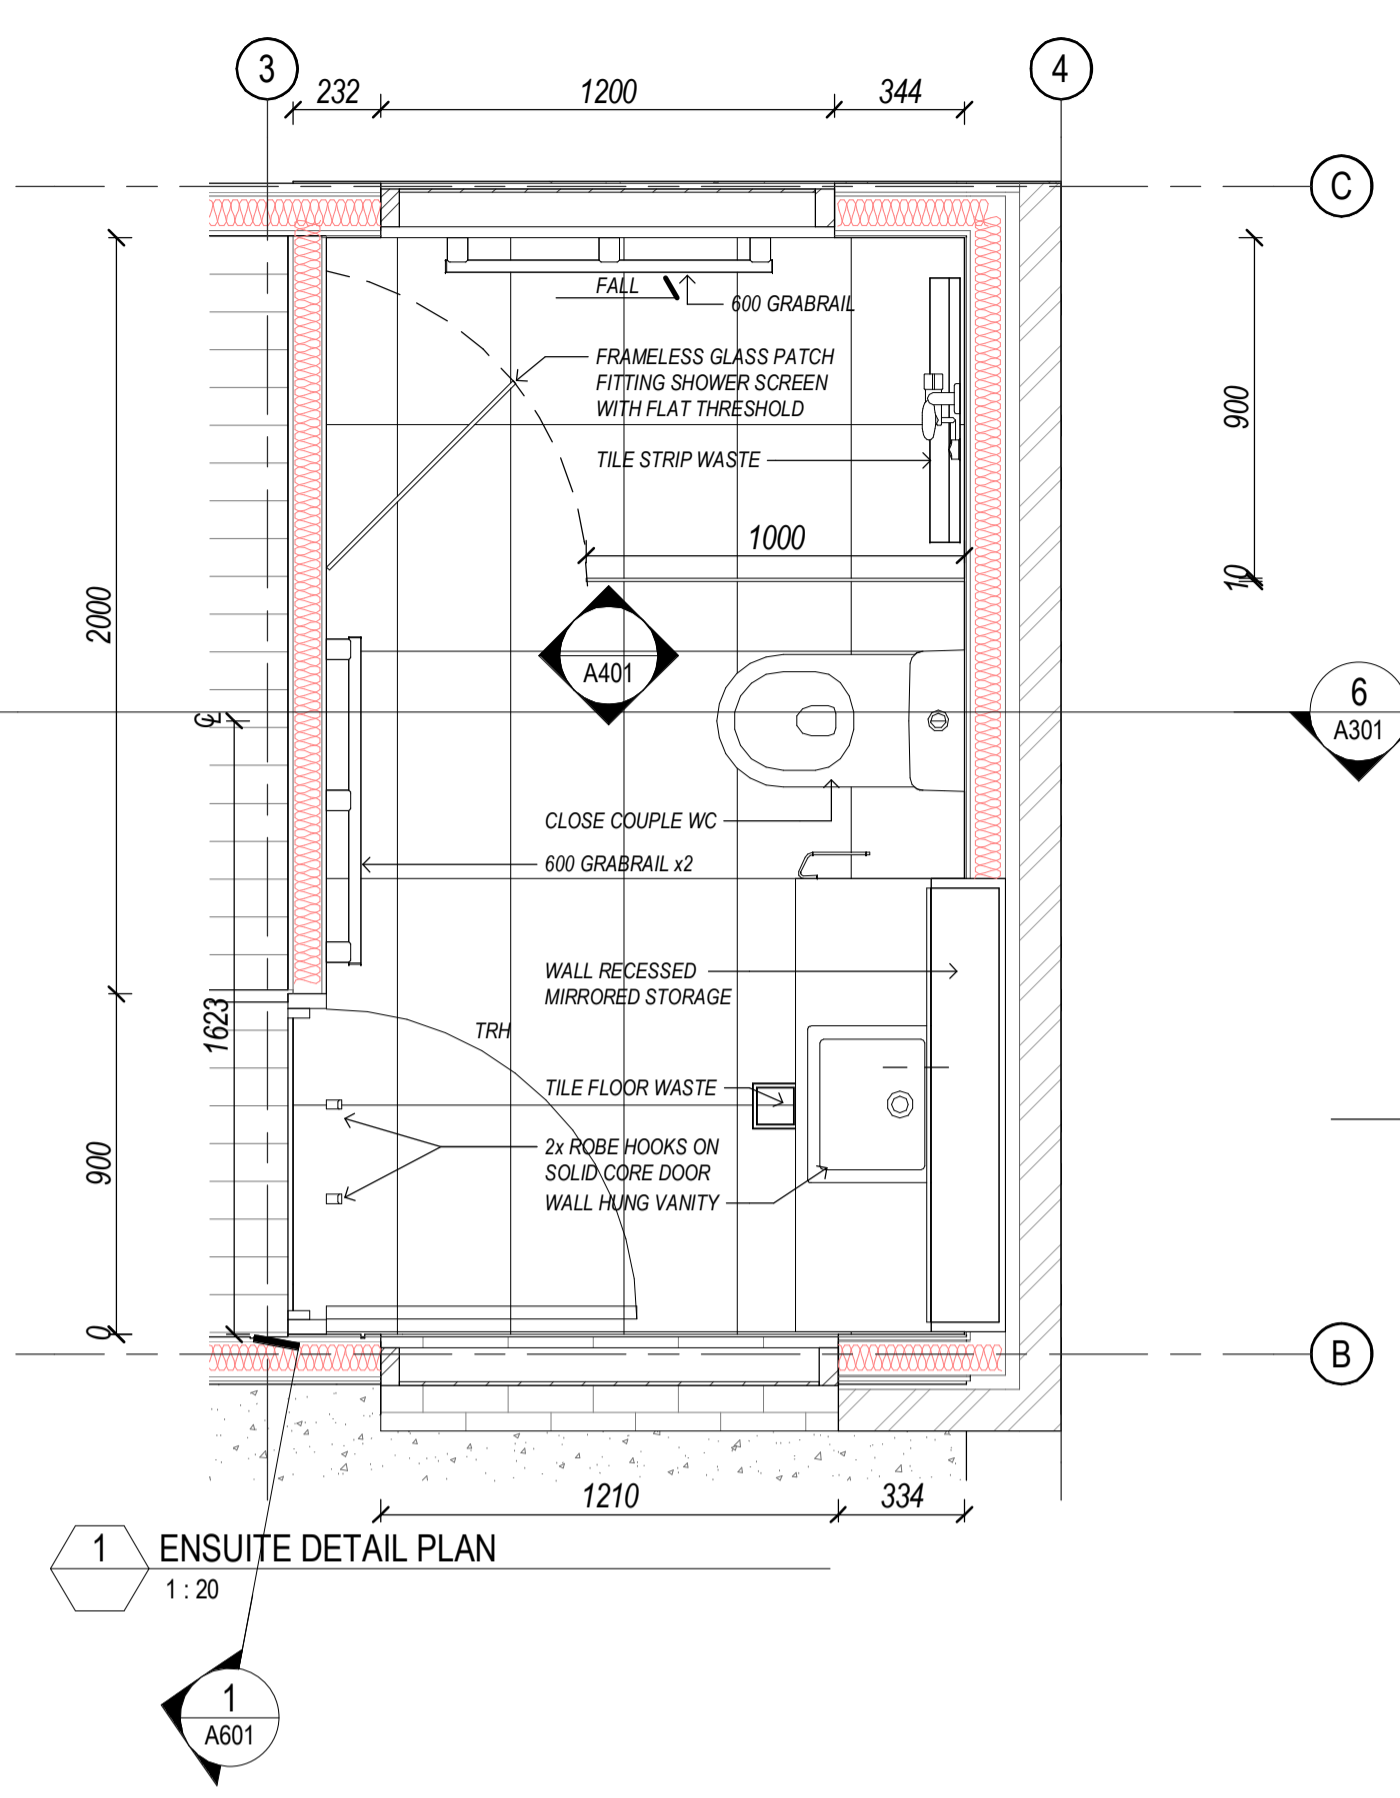 3
4
232
1200
344
C
FALL
600 GRABRAIL
FRAMELESS GLASS PATCH
FITTING SHOWER SCREEN
WITH FLAT THRESHOLD
900
TILE STRIP WASTE
1000
10
2000
A401
6
A301
CLOSE COUPLE WC
600 GRABRAIL x2
WALL RECESSED
MIRRORED STORAGE
1623
TRH
TILE FLOOR WASTE
900
2x ROBE HOOKS ON
SOLID CORE DOOR
WALL HUNG VANITY
0
B
1210
334
1
ENSUITE DETAIL PLAN
1 : 20
1
A601